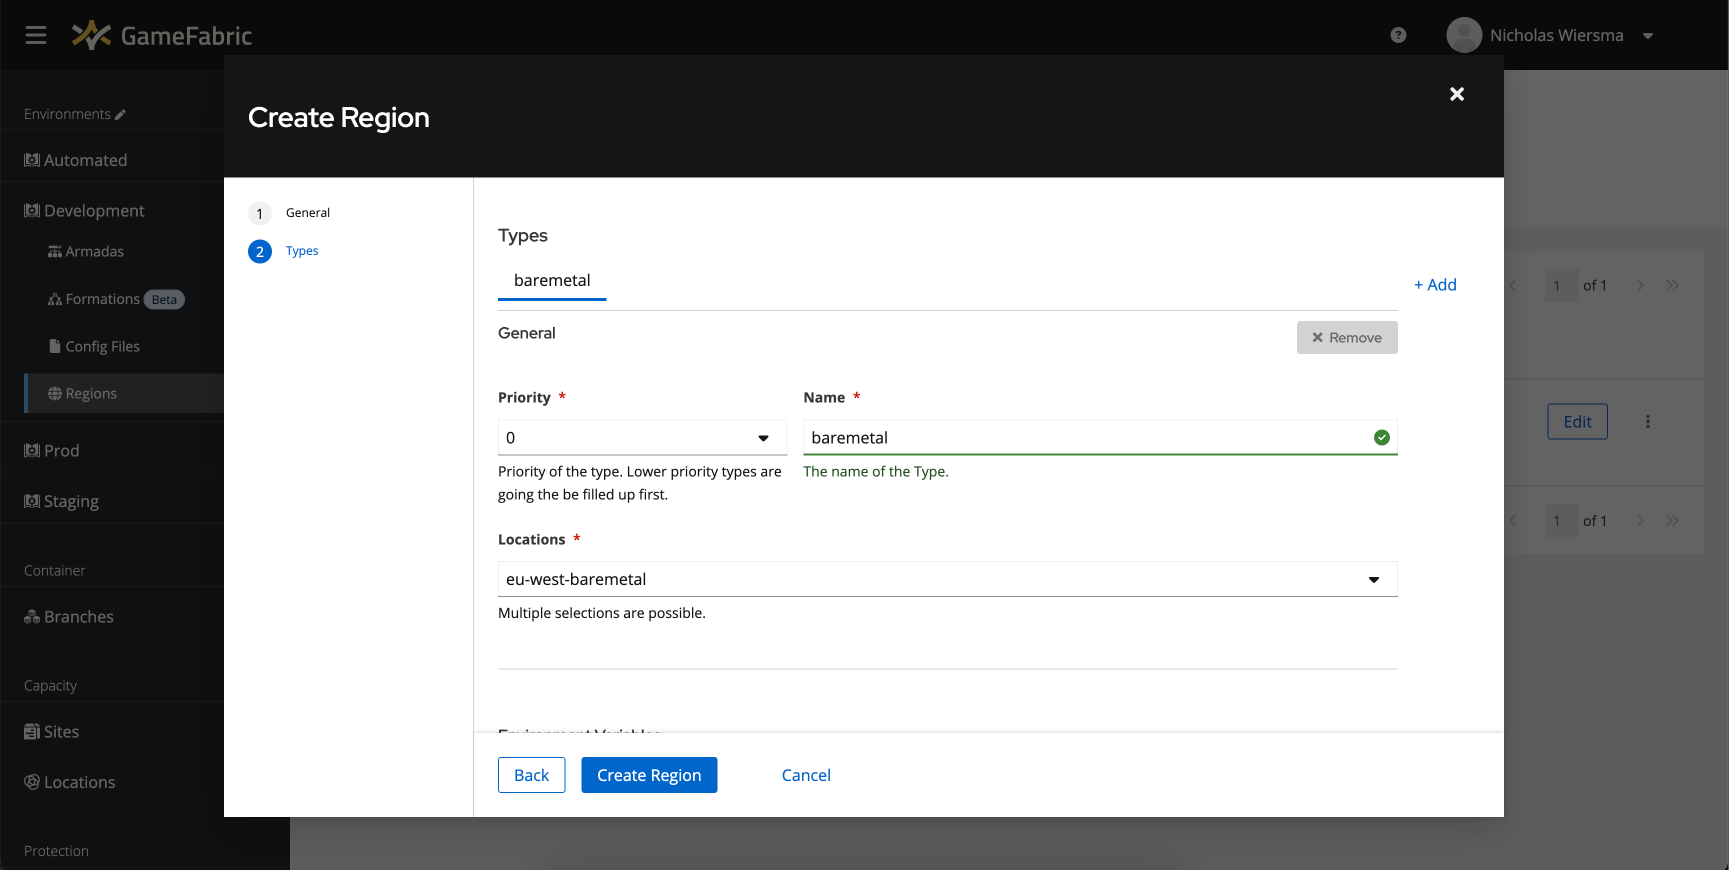 GameFabric
Nicholas Wiersma
Create Region
Environments
Automated
Development
Armadas
Formations Beta
Config Files
Regions
Prod
Staging
Container
Branches
Capacity
Sites
Locations
Protection
1 General
2 Types
Types
baremetal
+ Add
General
Remove
Priority *
0
Priority of the type. Lower priority types are
going the be filled up first.
Name *
baremetal
The name of the Type.
Locations *
eu-west-baremetal
Multiple selections are possible.
Environment Variables
Back
Create Region
Cancel
1 of 1
Edit
1 of 1